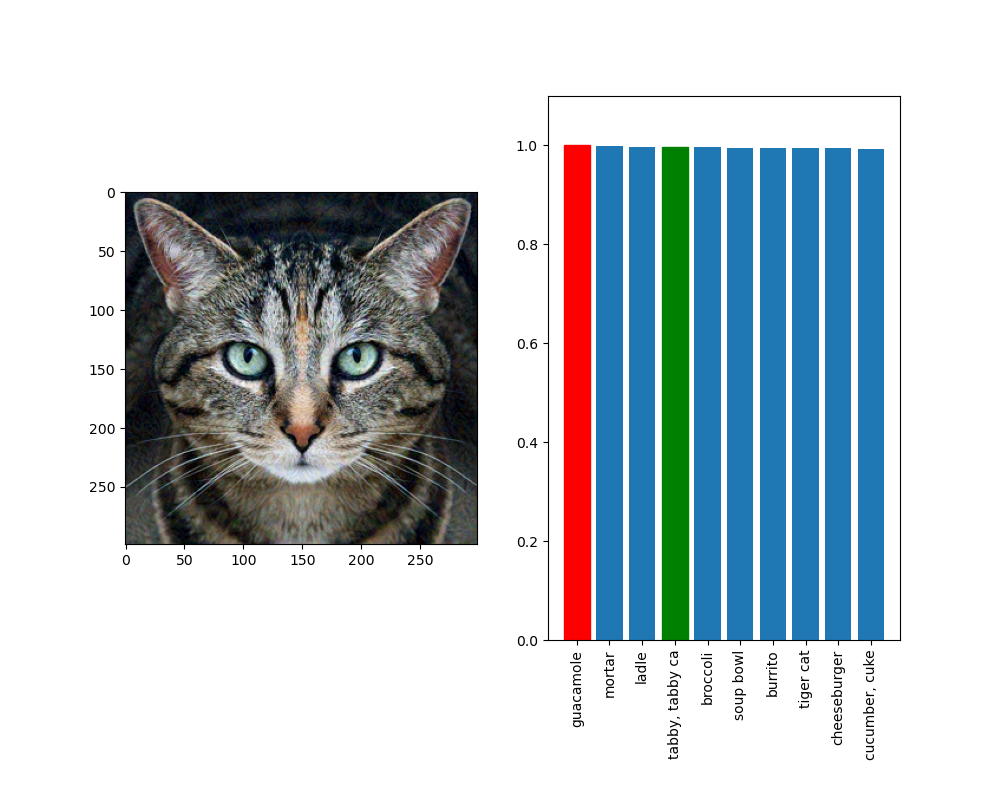 0
50
100
150
200
250
0
50
100
150
200
250
1.0
0.8
0.6
0.4
0.2
0.0
guacamole
mortar
ladle
tabby, tabby ca
broccoli
soup bowl
burrito
tiger cat
cheeseburger
cucumber, cuke